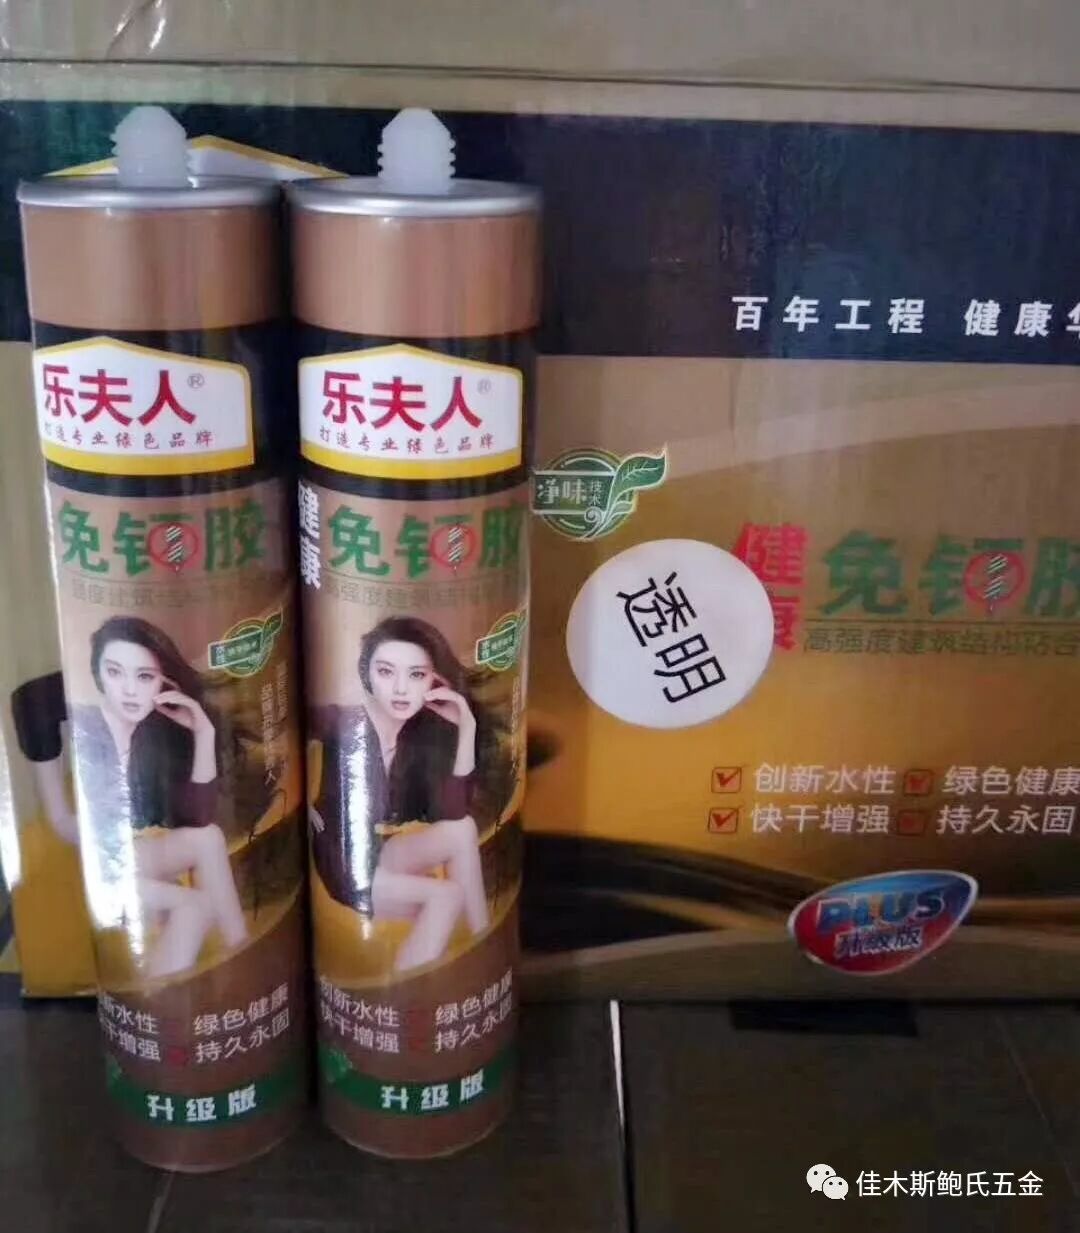 百年工程 健康
乐夫人®
打造专业绿色品牌
免钉胶
新水性 绿色健康
干增强 持久永固
升级版
乐夫人®
打造专业绿色品牌
健康
免钉胶
高强度建筑结
创新水性 绿色健康
快干增强 持久永固
升级版
净味技术
透明
健康
免钉胶
高强度建筑结构粘合
创新水性 绿色健康
快干增强 持久永固
PLUS
升级版
佳木斯鲍氏五金